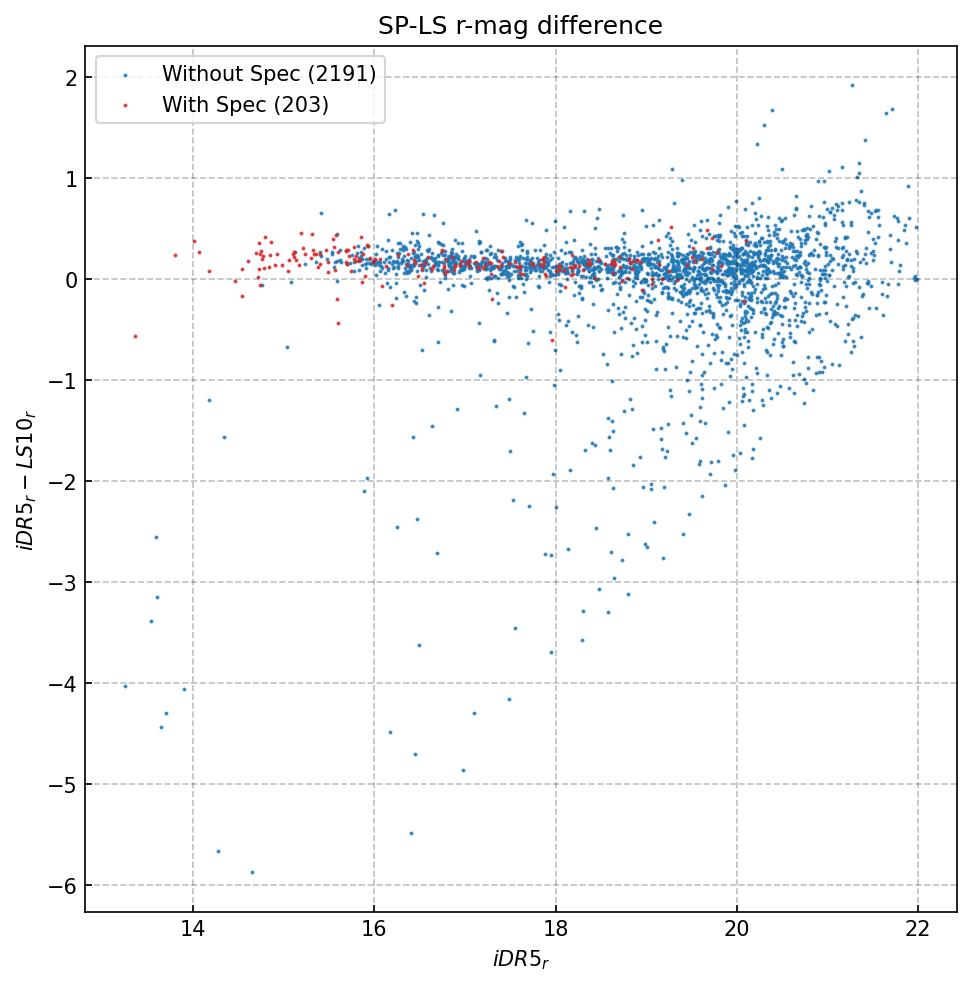 SP-LS r-mag difference
Without Spec (2191)
With Spec (203)
2
1
0
−1
−2
−3
−4
−5
−6
iDR5r − LS10r
14 16 18 20 22
iDR5r